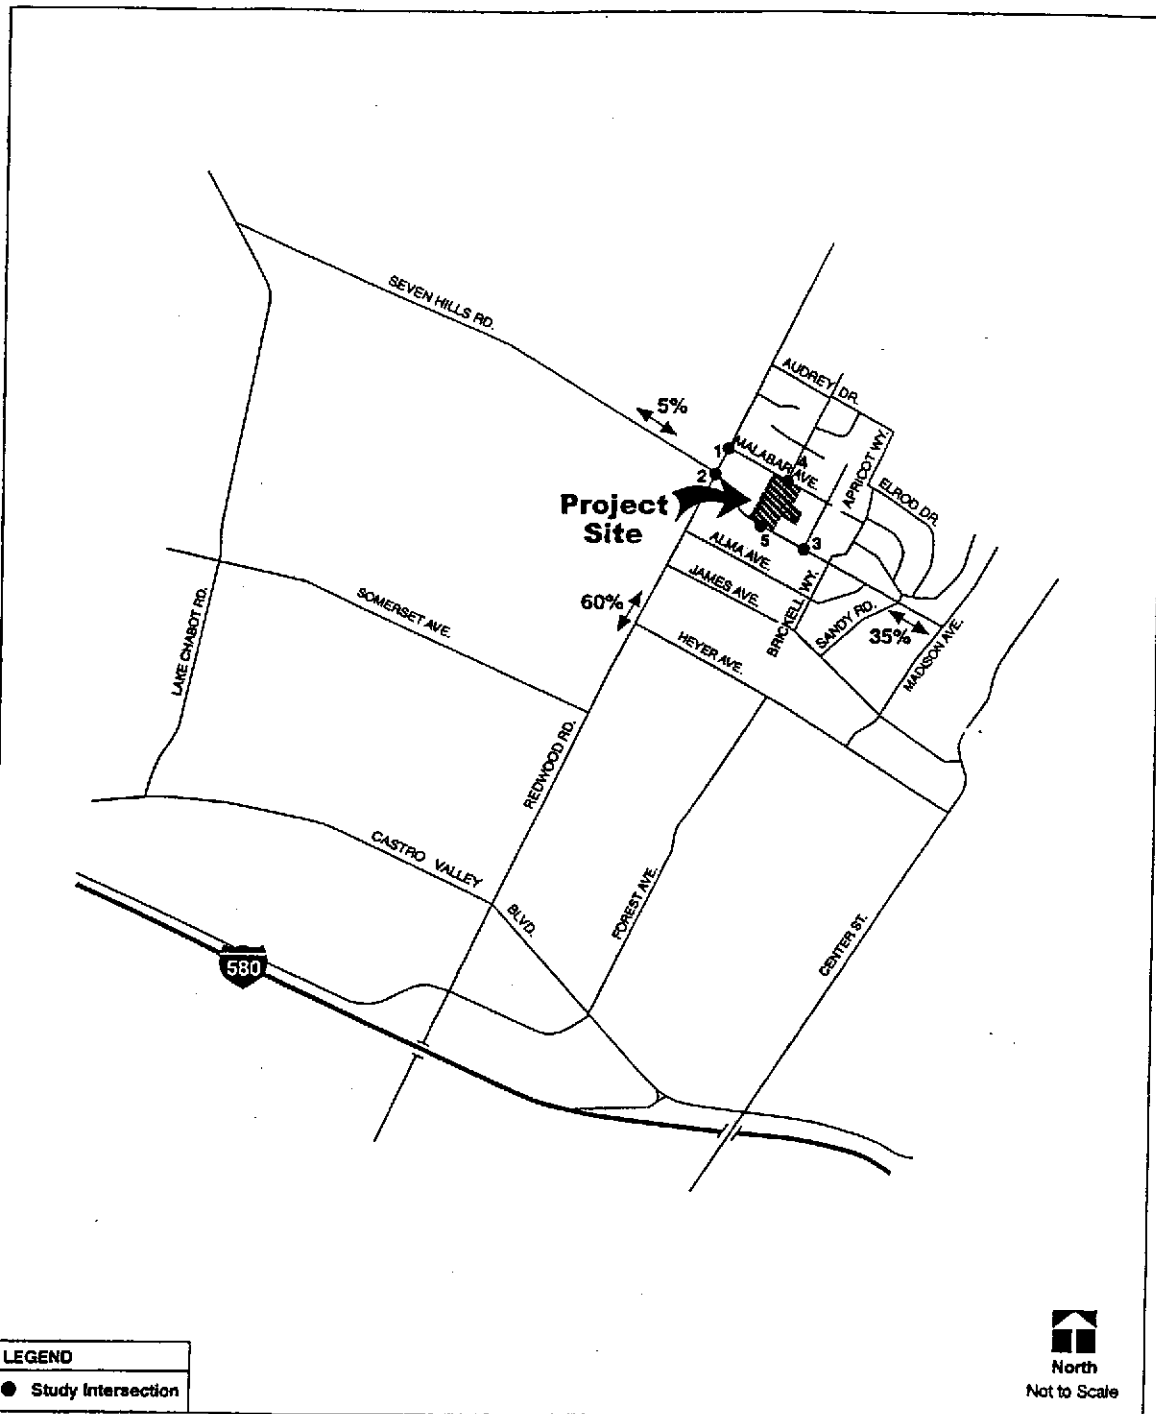 SEVEN HILLS RD.
AUDREY DR.
5%
1
MALABAR AVE.
4
2
APRICOT WY.
ELROD DR.
Project
Site
5
3
ALMA AVE.
JAMES AVE.
BRICKELL WY.
SANDY RD.
35%
MADISON AVE.
60%
HEYER AVE.
SOMERSET AVE.
LAKE CHABOT RD.
REDWOOD RD.
CASTRO VALLEY
BLVD.
FOREST AVE.
CENTER ST.
580
LEGEND
Study Intersection
North
Not to Scale